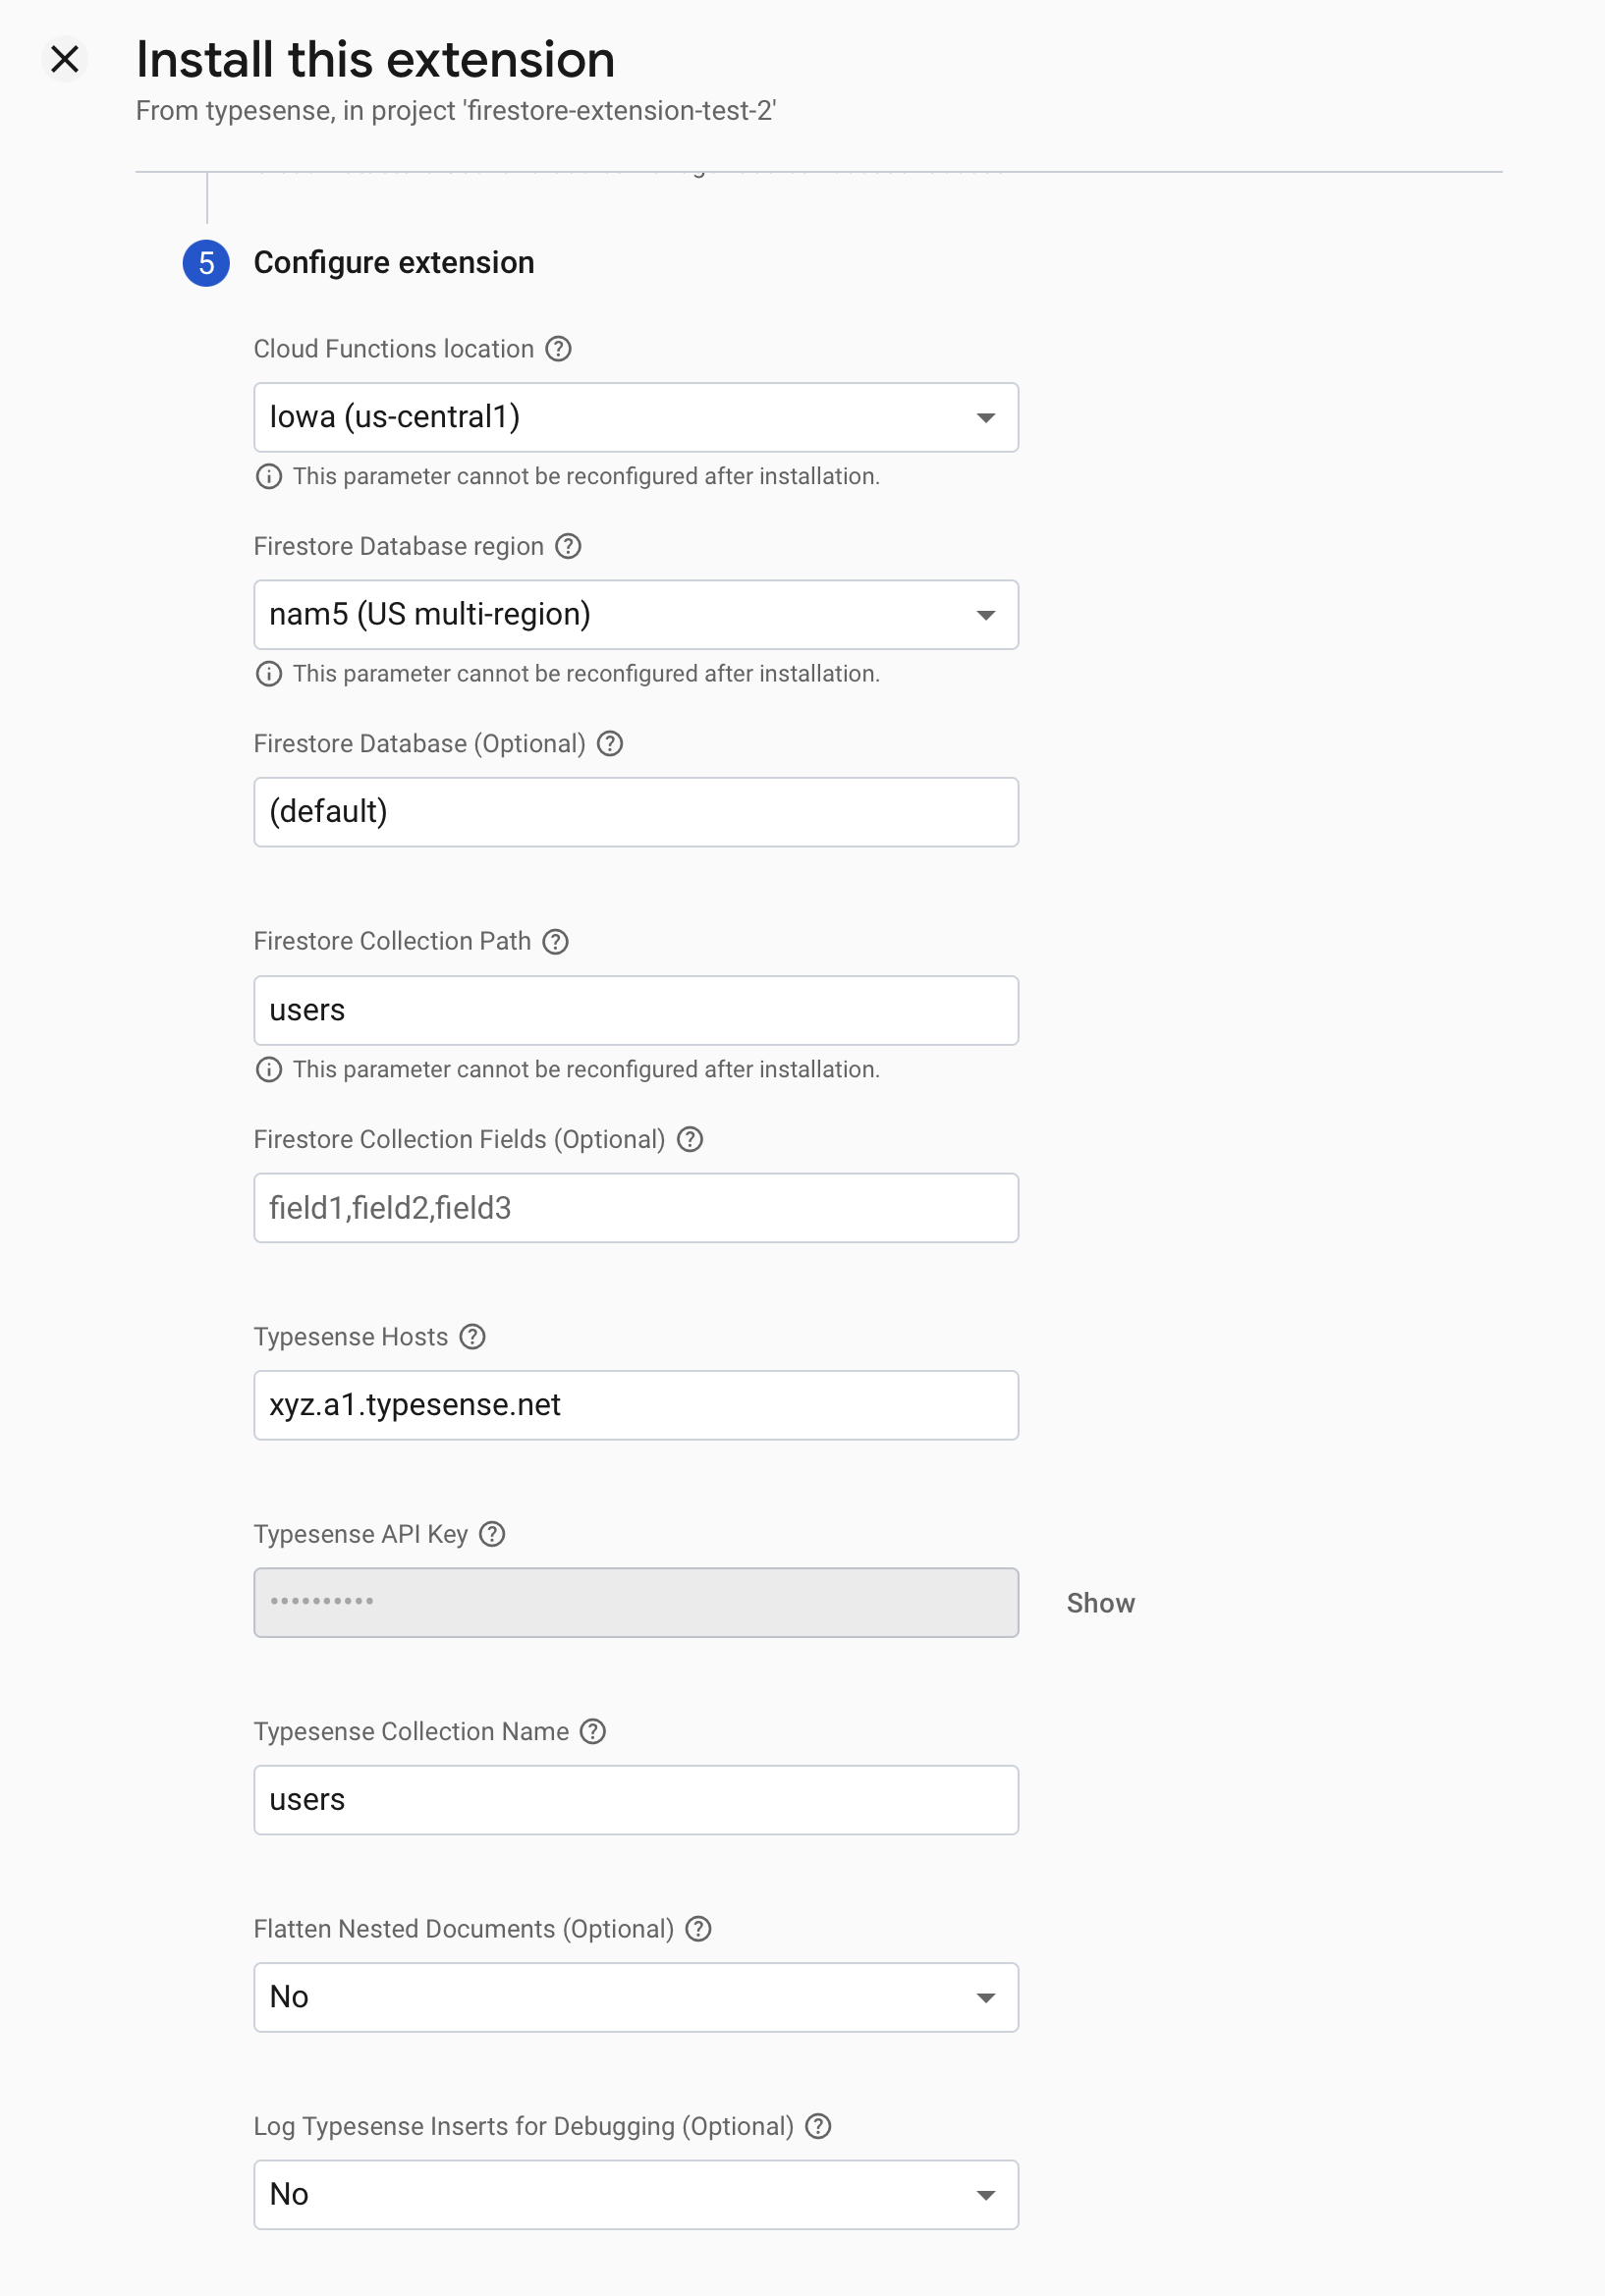 Install this extension
From typesense, in project 'firestore-extension-test-2'
5 Configure extension
Cloud Functions location
Iowa (us-central1)
This parameter cannot be reconfigured after installation.
Firestore Database region
nam5 (US multi-region)
This parameter cannot be reconfigured after installation.
Firestore Database (Optional)
(default)
Firestore Collection Path
users
This parameter cannot be reconfigured after installation.
Firestore Collection Fields (Optional)
field1,field2,field3
Typesense Hosts
xyz.a1.typesense.net
Typesense API Key
•••••••••• Show
Typesense Collection Name
users
Flatten Nested Documents (Optional)
No
Log Typesense Inserts for Debugging (Optional)
No